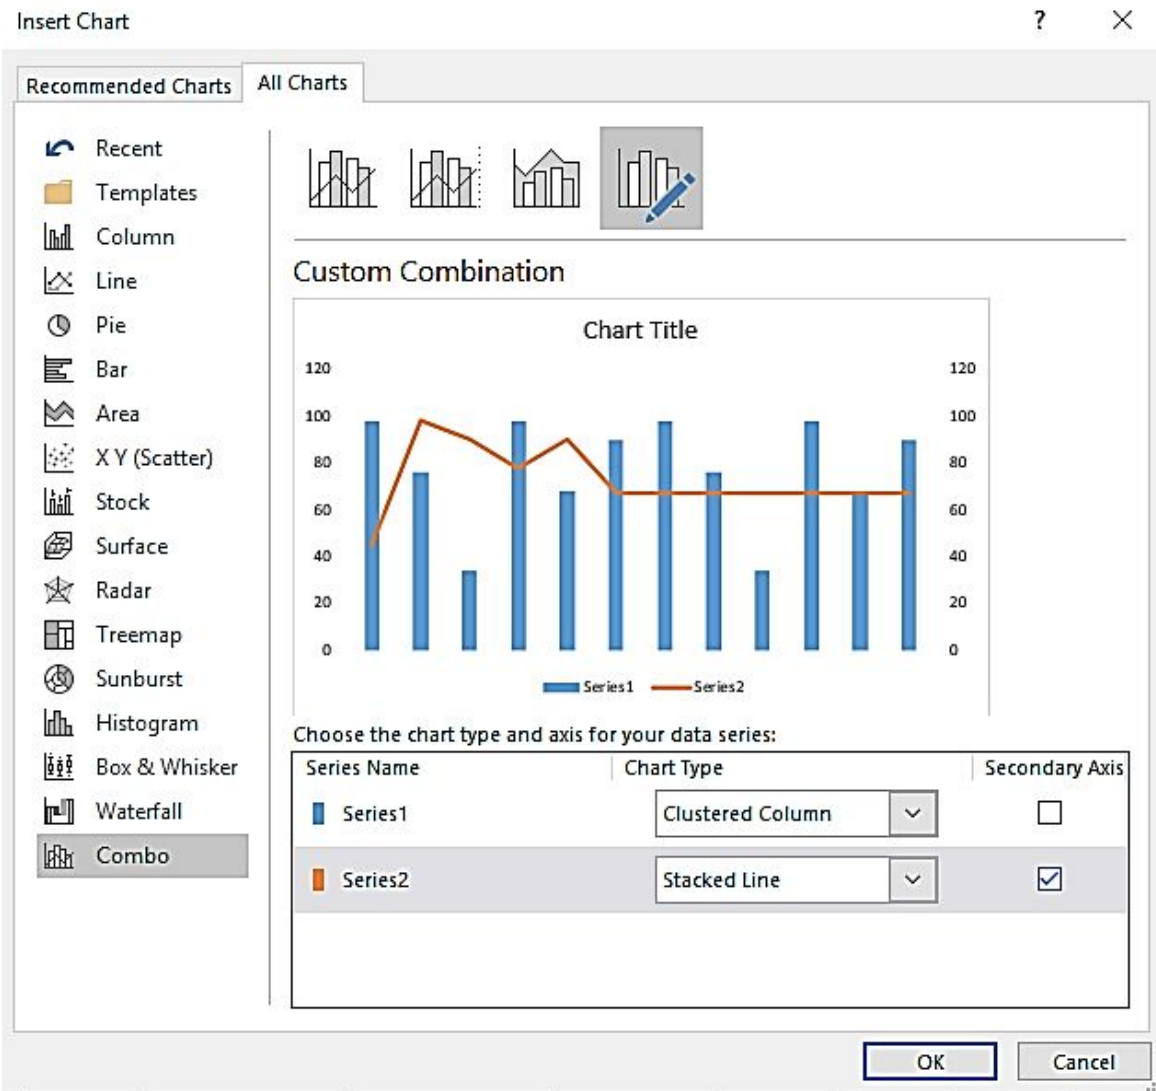 Insert Chart ?
Recommended Charts All Charts
Recent
Templates
Column
Line
Pie
Bar
Area
X Y (Scatter)
Stock
Surface
Radar
Treemap
Sunburst
Histogram
Box & Whisker
Waterfall
Combo
Custom Combination
Chart Title
120 120
100 100
80 80
60 60
40 40
20 20
0 0
Series1 Series2
Choose the chart type and axis for your data series:
Series Name Chart Type Secondary Axis
Series1 Clustered Column
Series2 Stacked Line
OK Cancel